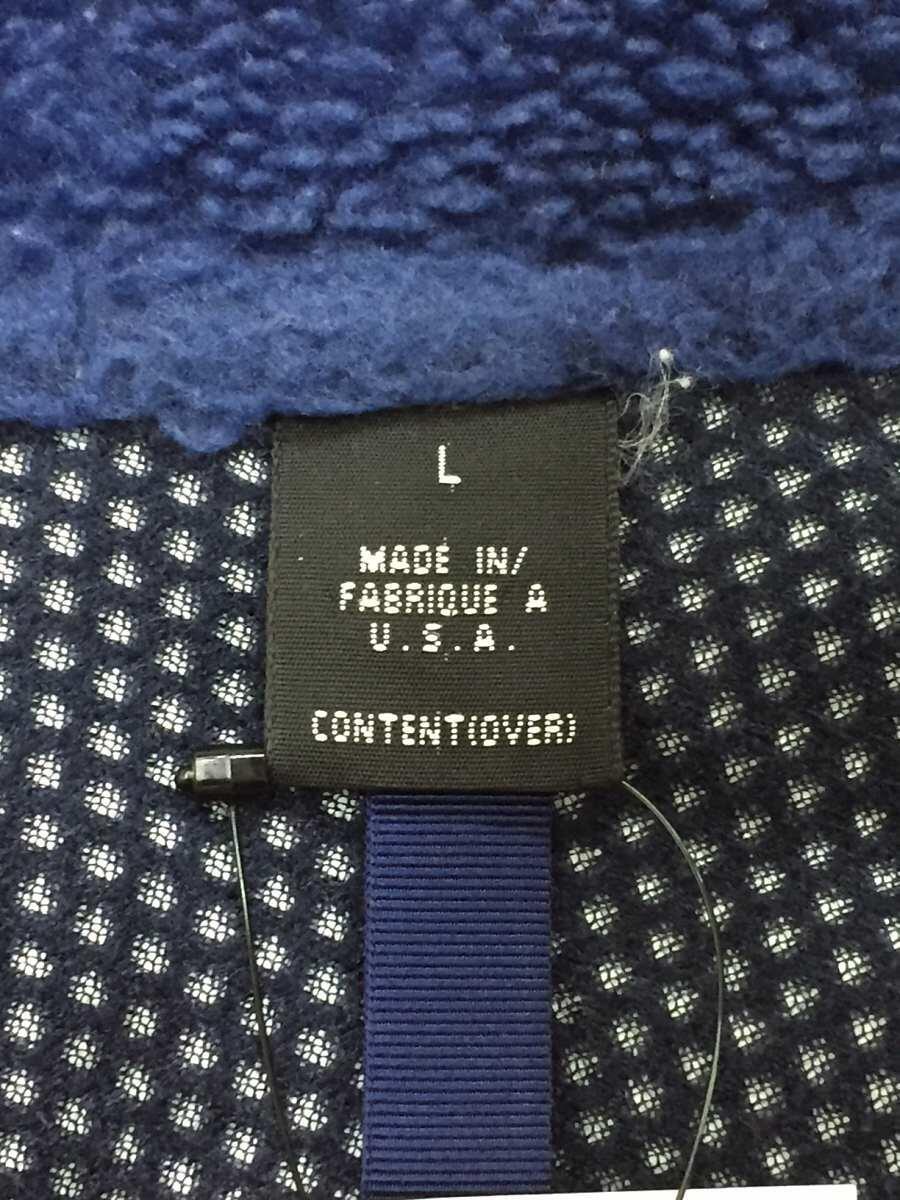 L
MADE IN/
FABRIQUE A
U.S.A.
CONTENT(OVER)